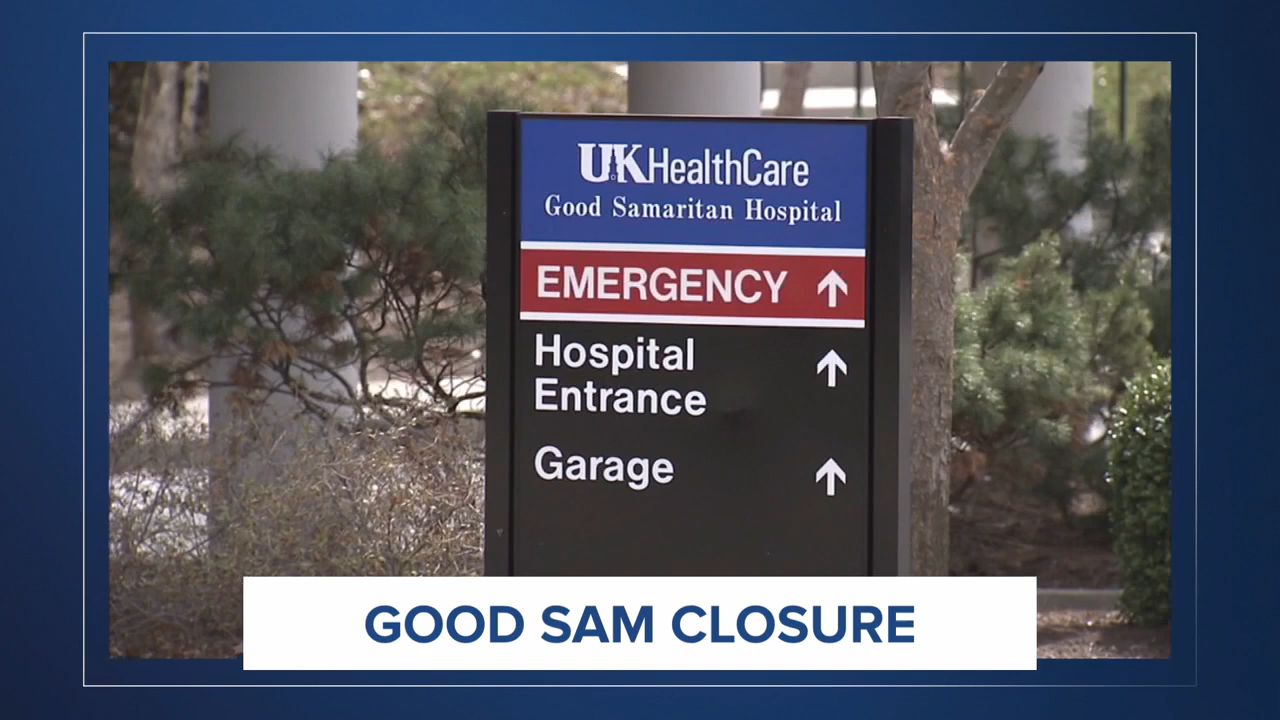 UKHealthCare
Good Samaritan Hospital
EMERGENCY ↑
Hospital ↑
Entrance
Garage ↑
GOOD SAM CLOSURE